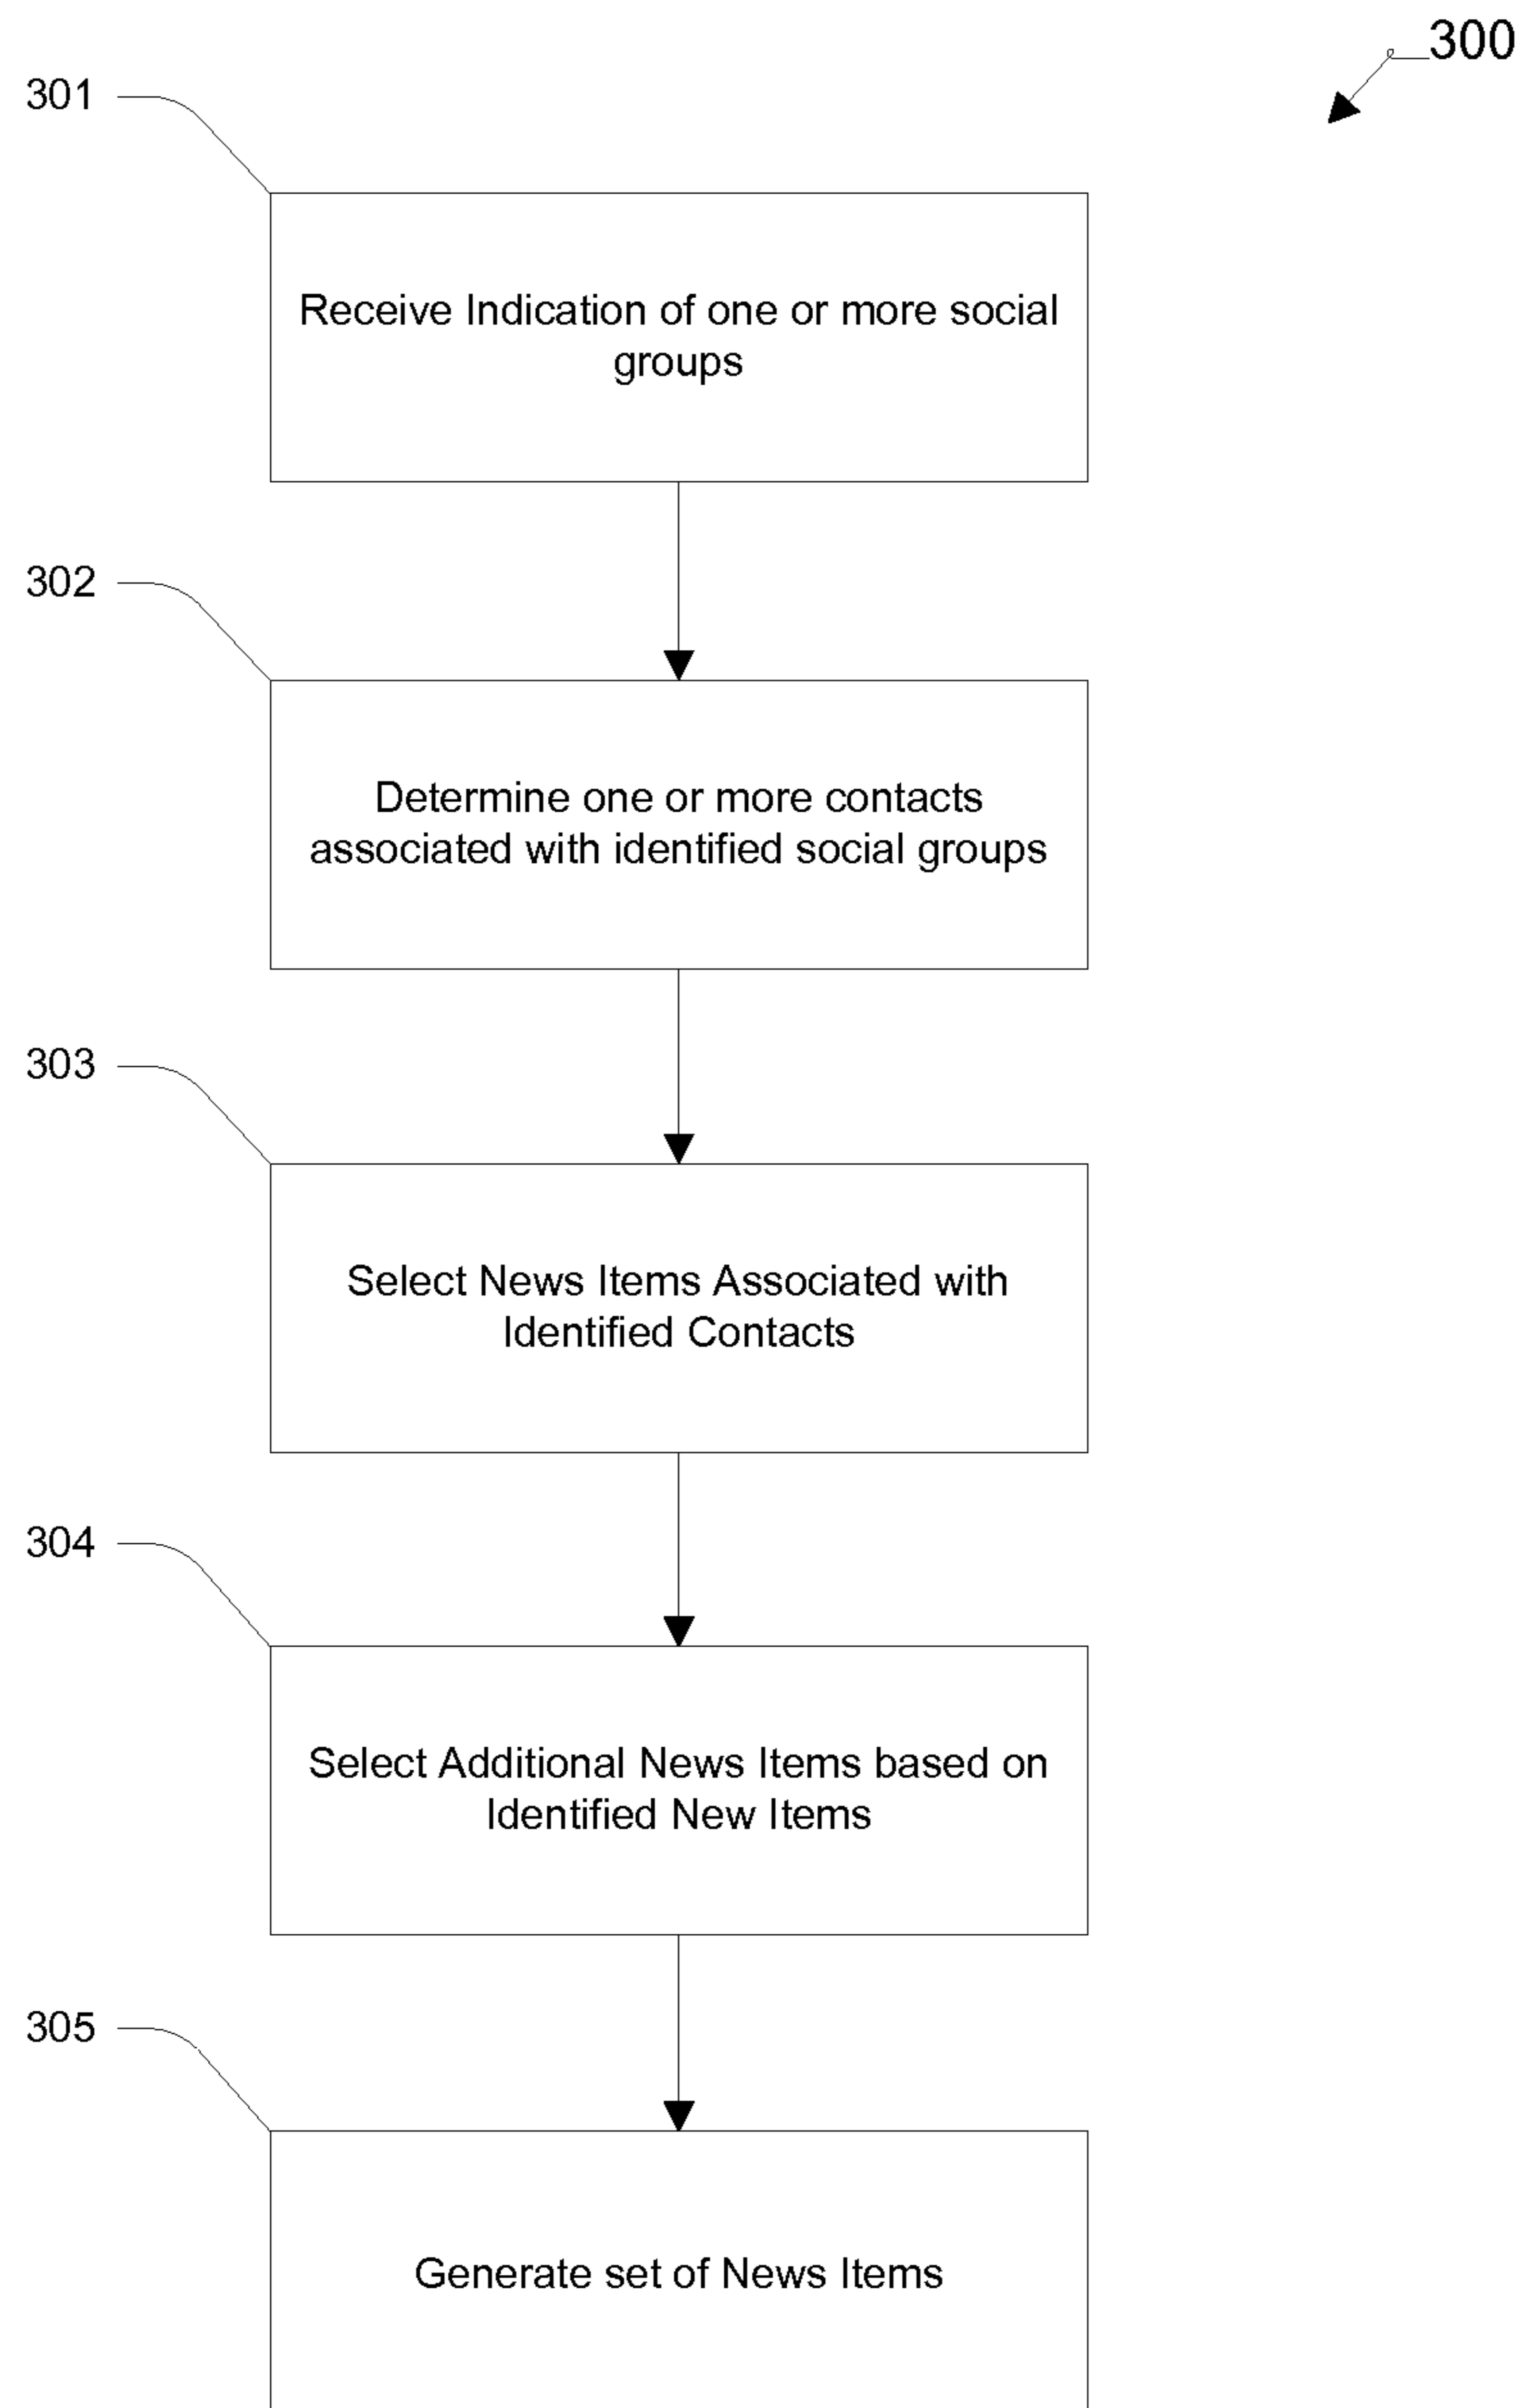 300
301
Receive Indication of one or more social
groups
302
Determine one or more contacts
associated with identified social groups
303
Select News Items Associated with
Identified Contacts
304
Select Additional News Items based on
Identified New Items
305
Generate set of News Items